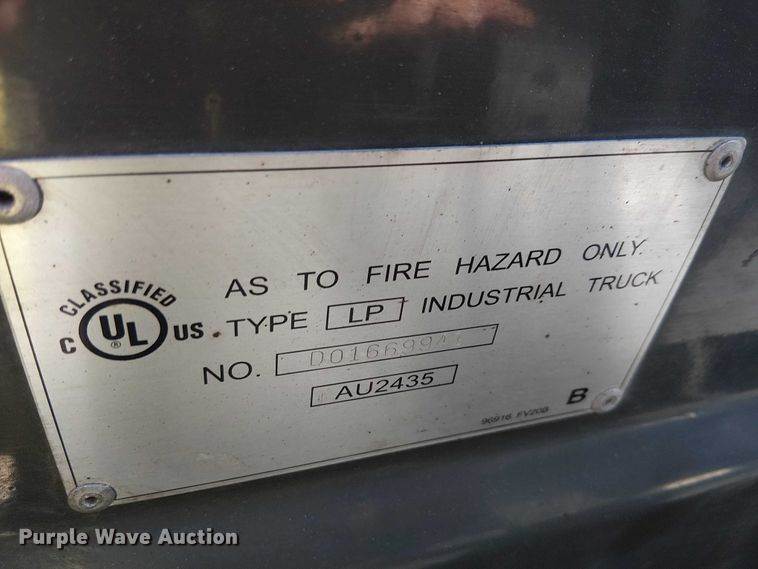 CLASSIFIED
C UL US
®
AS TO FIRE HAZARD ONLY.
TYPE LP INDUSTRIAL TRUCK
NO.
AU2435
B
Purple Wave Auction